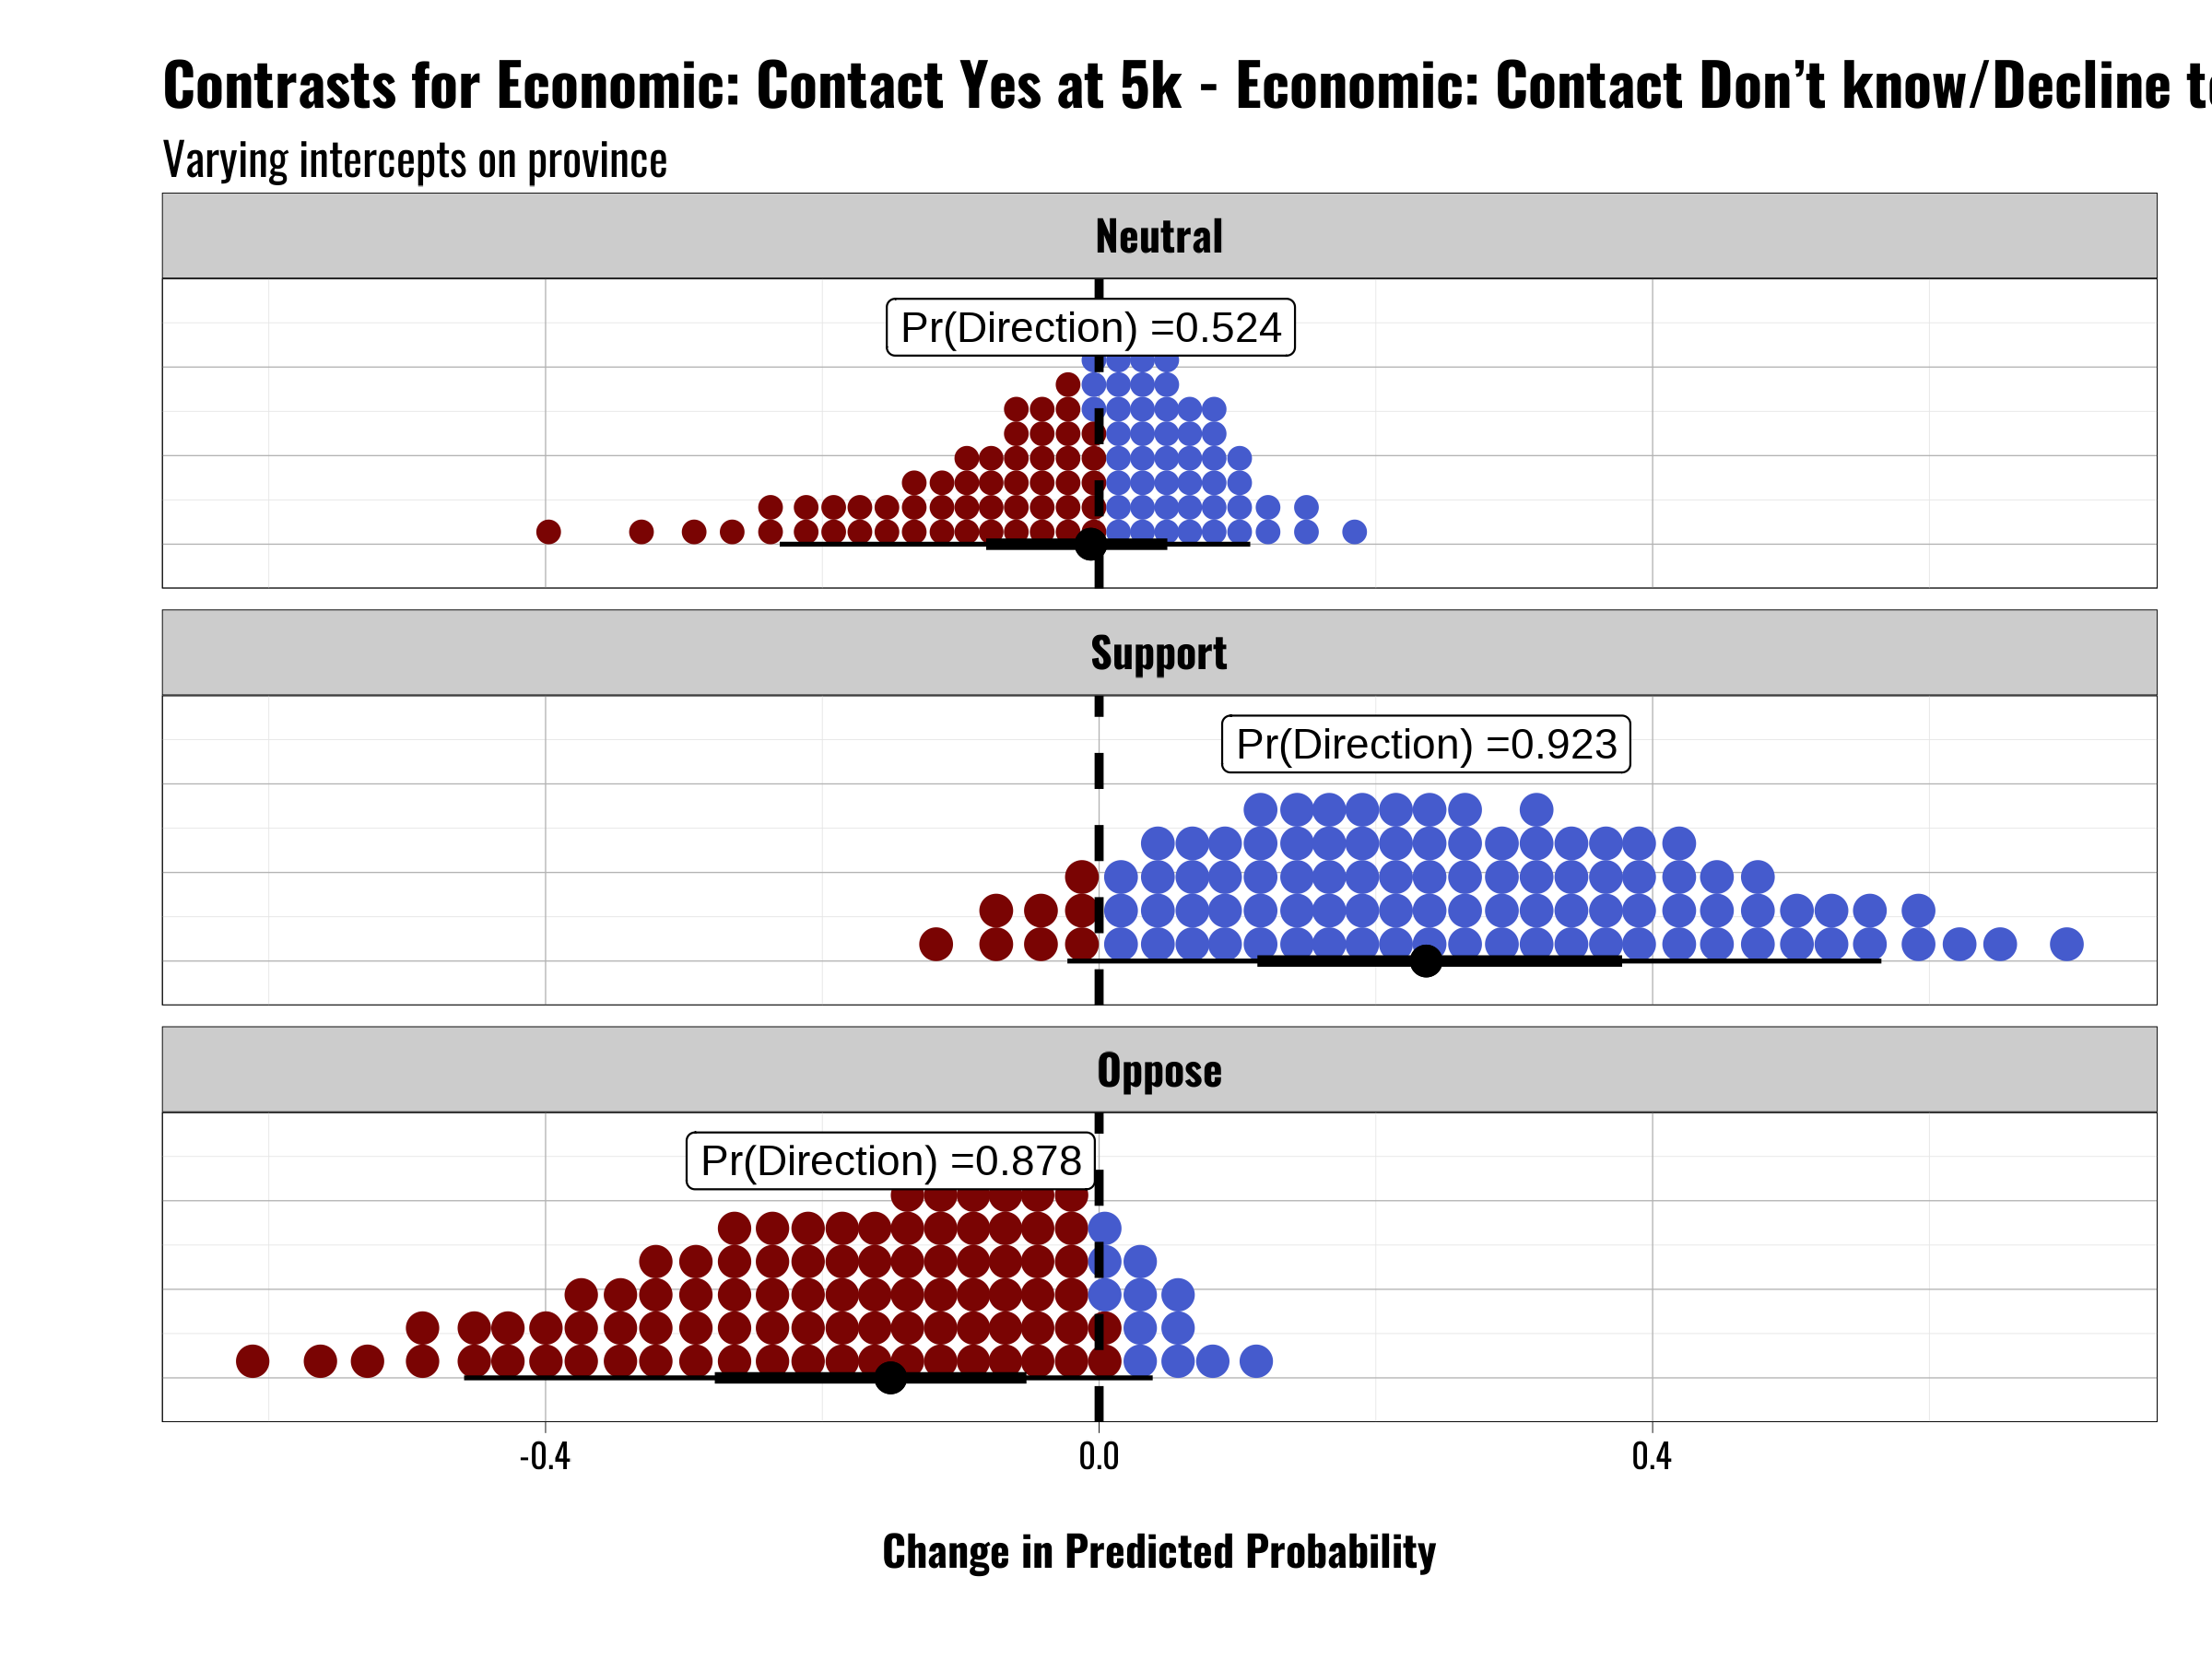 Contrasts for Economic: Contact Yes at 5k - Economic: Contact Don’t know/Decline
Varying intercepts on province
Neutral
Pr(Direction) =0.524
Support
Pr(Direction) =0.923
Oppose
Pr(Direction) =0.878
-0.4 0.0 0.4
Change in Predicted Probability